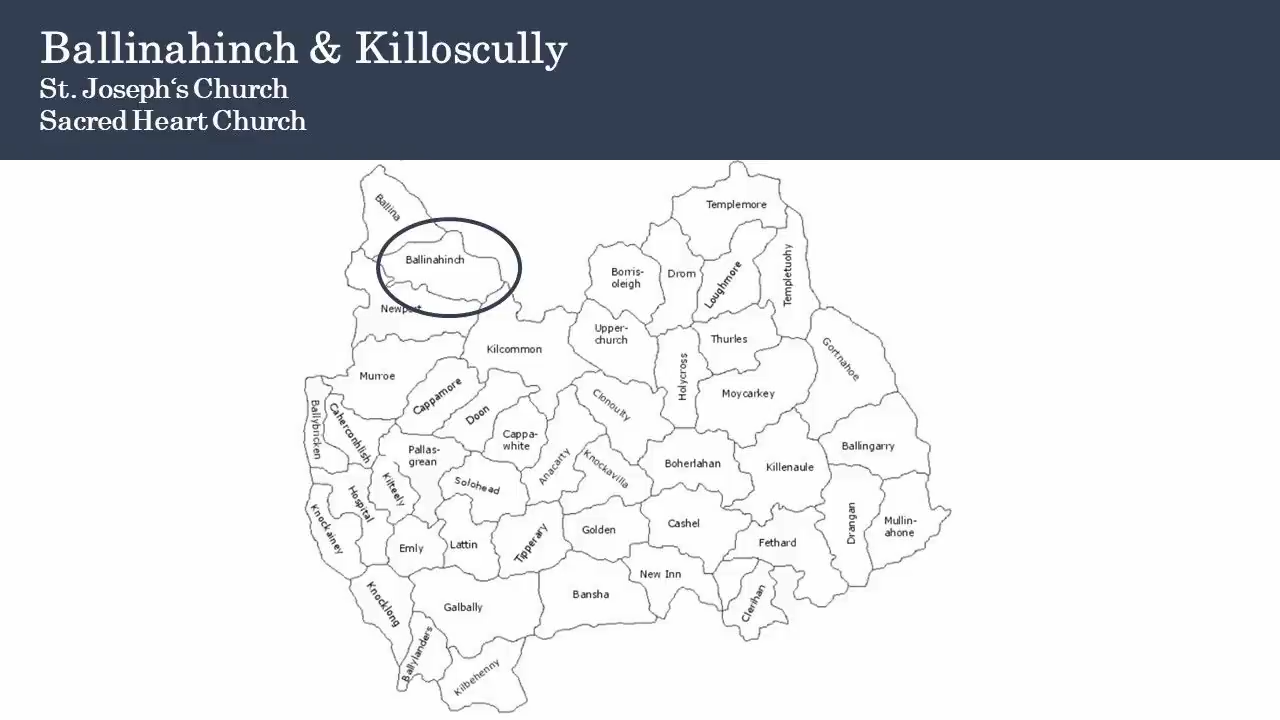 Ballinahinch & Killoscully
St. Joseph‘s Church
Sacred Heart Church
Ballina
Templemore
Ballinahinch
Borris-
oleigh
Drom
Loughmore
Templetuohy
Newport
Upper-
church
Thurles
Gortnahoe
Kilcommon
Holycross
Murroe
Cappamore
Doon
Clonoulty
Moycarkey
Ballybricken
Caherconhlish
Cappa-
white
Ballingarry
Pallas-
grean
Anacarty
Knockavilla
Boherlahan
Killenaule
Kilteely
Solohead
Hospital
Knockainey
Golden
Cashel
Drangan
Mullin-
ahone
Emly
Lattin
Tipperary
Fethard
New Inn
Knocklong
Galbally
Bansha
Clerihan
Ballylanders
Kilbehenny